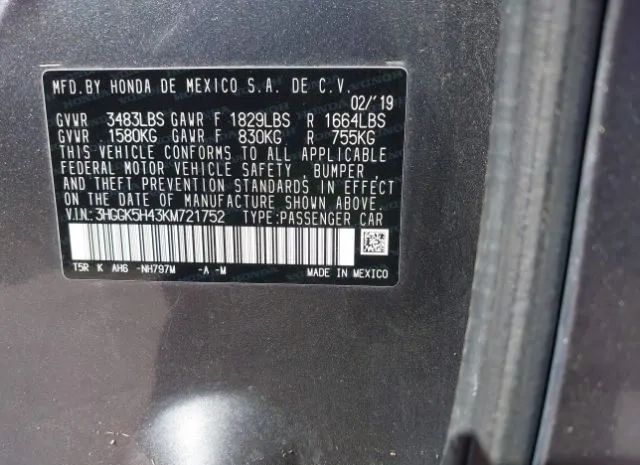 MFD.BY HONDA DE MEXICO S.A. DE C.V.
02/'19
GVWR 3483LBS GAWR F 1829LBS R 1664LBS
GVWR 1580KG GAWR F 830KG R 755KG
THIS VEHICLE CONFORMS TO ALL APPLICABLE
FEDERAL MOTOR VEHICLE SAFETY, BUMPER,
AND THEFT PREVENTION STANDARDS IN EFFECT
ON THE DATE OF MANUFACTURE SHOWN ABOVE.
V.I.N.:3HGGK5H43KM721752 TYPE:PASSENGER CAR
T5R K AH6 -NH797M -A -M MADE IN MEXICO